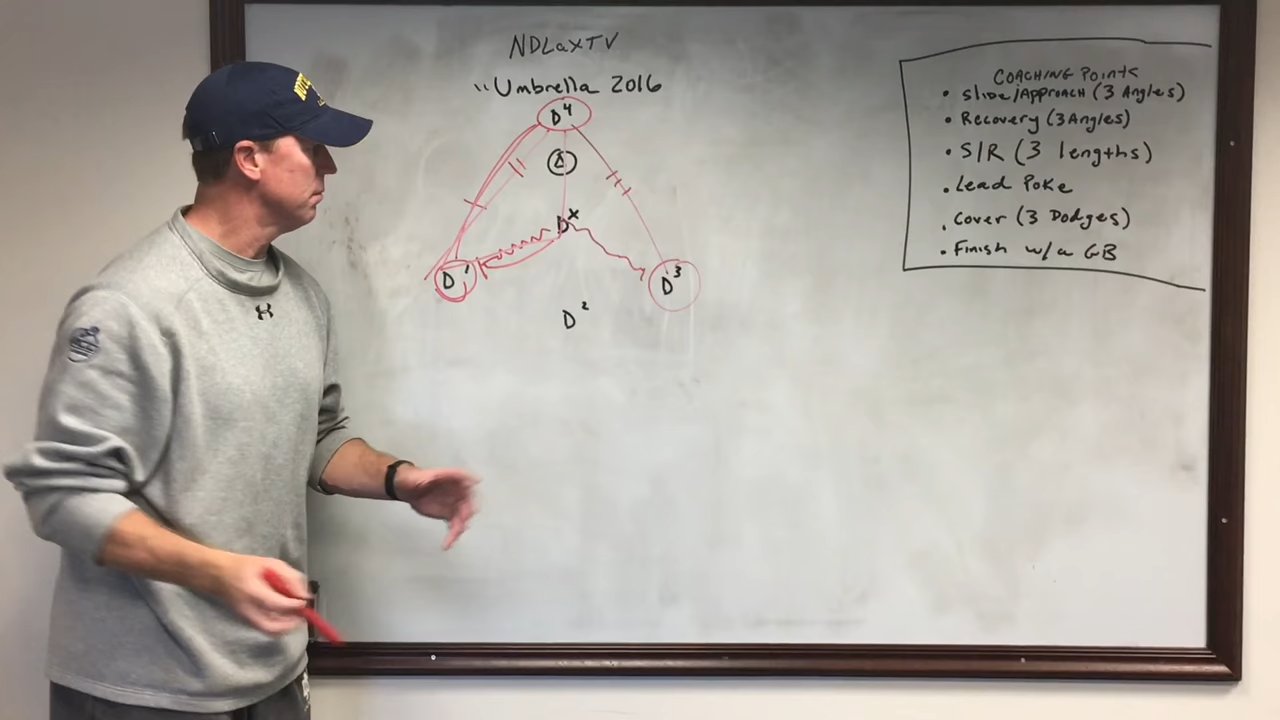 NDLaxTV
"Umbrella 2016
D4
Δ
DX
D1
D3
D2
COACHING Points
• Slide/Approach (3 Angles)
• Recovery (3 Angles)
• S/R (3 lengths)
• Lead Poke
• Cover (3 Dodges)
• Finish w/a GB